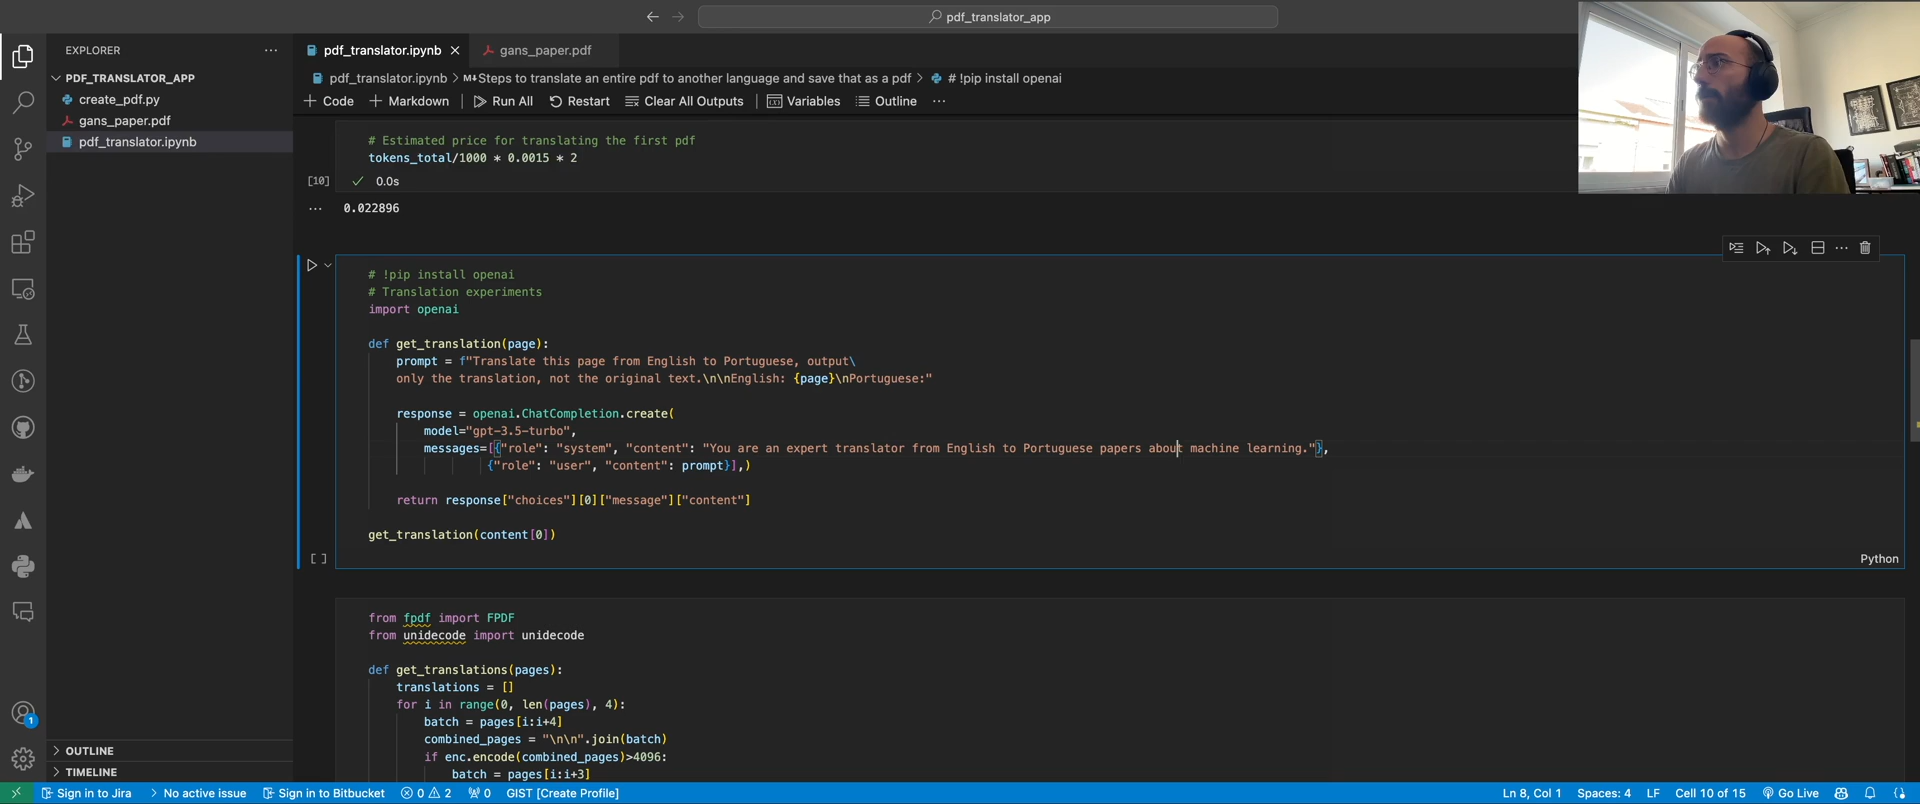 pdf_translator_app
EXPLORER
pdf_translator.ipynb
gans_paper.pdf
PDF_TRANSLATOR_APP
pdf_translator.ipynb > M↓Steps to translate an entire pdf to another language and save that as a pdf > # !pip install openai
create_pdf.py
+ Code + Markdown Run All Restart Clear All Outputs Variables Outline ...
gans_paper.pdf
pdf_translator.ipynb
# Estimated price for translating the first pdf
tokens_total/1000 * 0.0015 * 2
[10] ✓ 0.0s
... 0.022896
# !pip install openai
# Translation experiments
import openai
def get_translation(page):
prompt = f"Translate this page from English to Portuguese, output\
only the translation, not the original text.\n\nEnglish: {page}\nPortuguese:"
response = openai.ChatCompletion.create(
model="gpt-3.5-turbo",
messages=[{"role": "system", "content": "You are an expert translator from English to Portuguese papers about machine learning."},
{"role": "user", "content": prompt}],)
return response["choices"][0]["message"]["content"]
get_translation(content[0])
[ ]
Python
from fpdf import FPDF
from unidecode import unidecode
def get_translations(pages):
translations = []
for i in range(0, len(pages), 4):
batch = pages[i:i+4]
combined_pages = "\n\n".join(batch)
if enc.encode(combined_pages)>4096:
batch = pages[i:i+3]
1
OUTLINE
TIMELINE
Sign in to Jira > No active issue Sign in to Bitbucket 0 2 0 GIST [Create Profile] Ln 8, Col 1 Spaces: 4 LF Cell 10 of 15 Go Live